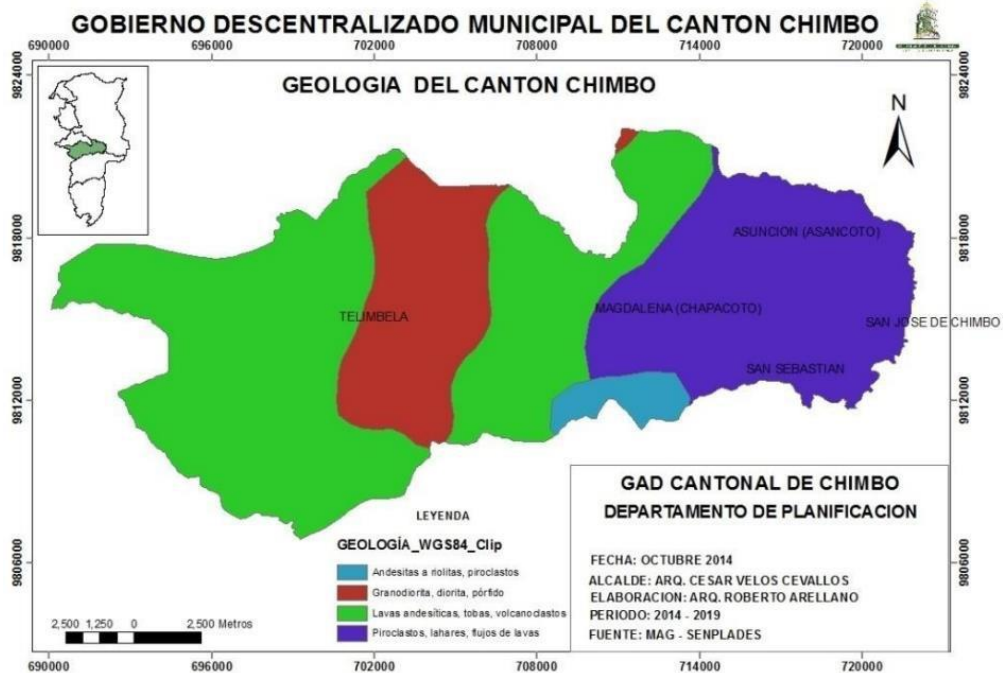 GOBIERNO DESCENTRALIZADO MUNICIPAL DEL CANTON CHIMBO
690000 696000 702000 708000 714000 720000
9824000 9824000
GEOLOGIA DEL CANTON CHIMBO
N
9818000 9818000
ASUNCION (ASANCOTO)
TELIMBELA
MAGDALENA (CHAPACOTO)
SAN JOSE DE CHIMBO
SAN SEBASTIAN
9812000 9812000
9806000 9806000
LEYENDA
GEOLOGÍA_WGS84_Clip
Andesitas a riolitas, piroclastos
Granodiorita, diorita, pórfido
Lavas andesíticas, tobas, volcanoclastos
Piroclastos, lahares, flujos de lavas
2,500 1,250 0 2,500 Metros
GAD CANTONAL DE CHIMBO
DEPARTAMENTO DE PLANIFICACION
FECHA: OCTUBRE 2014
ALCALDE: ARQ. CESAR VELOS CEVALLOS
ELABORACION: ARQ. ROBERTO ARELLANO
PERIODO: 2014 - 2019
FUENTE: MAG - SENPLADES
690000 696000 702000 708000 714000 720000